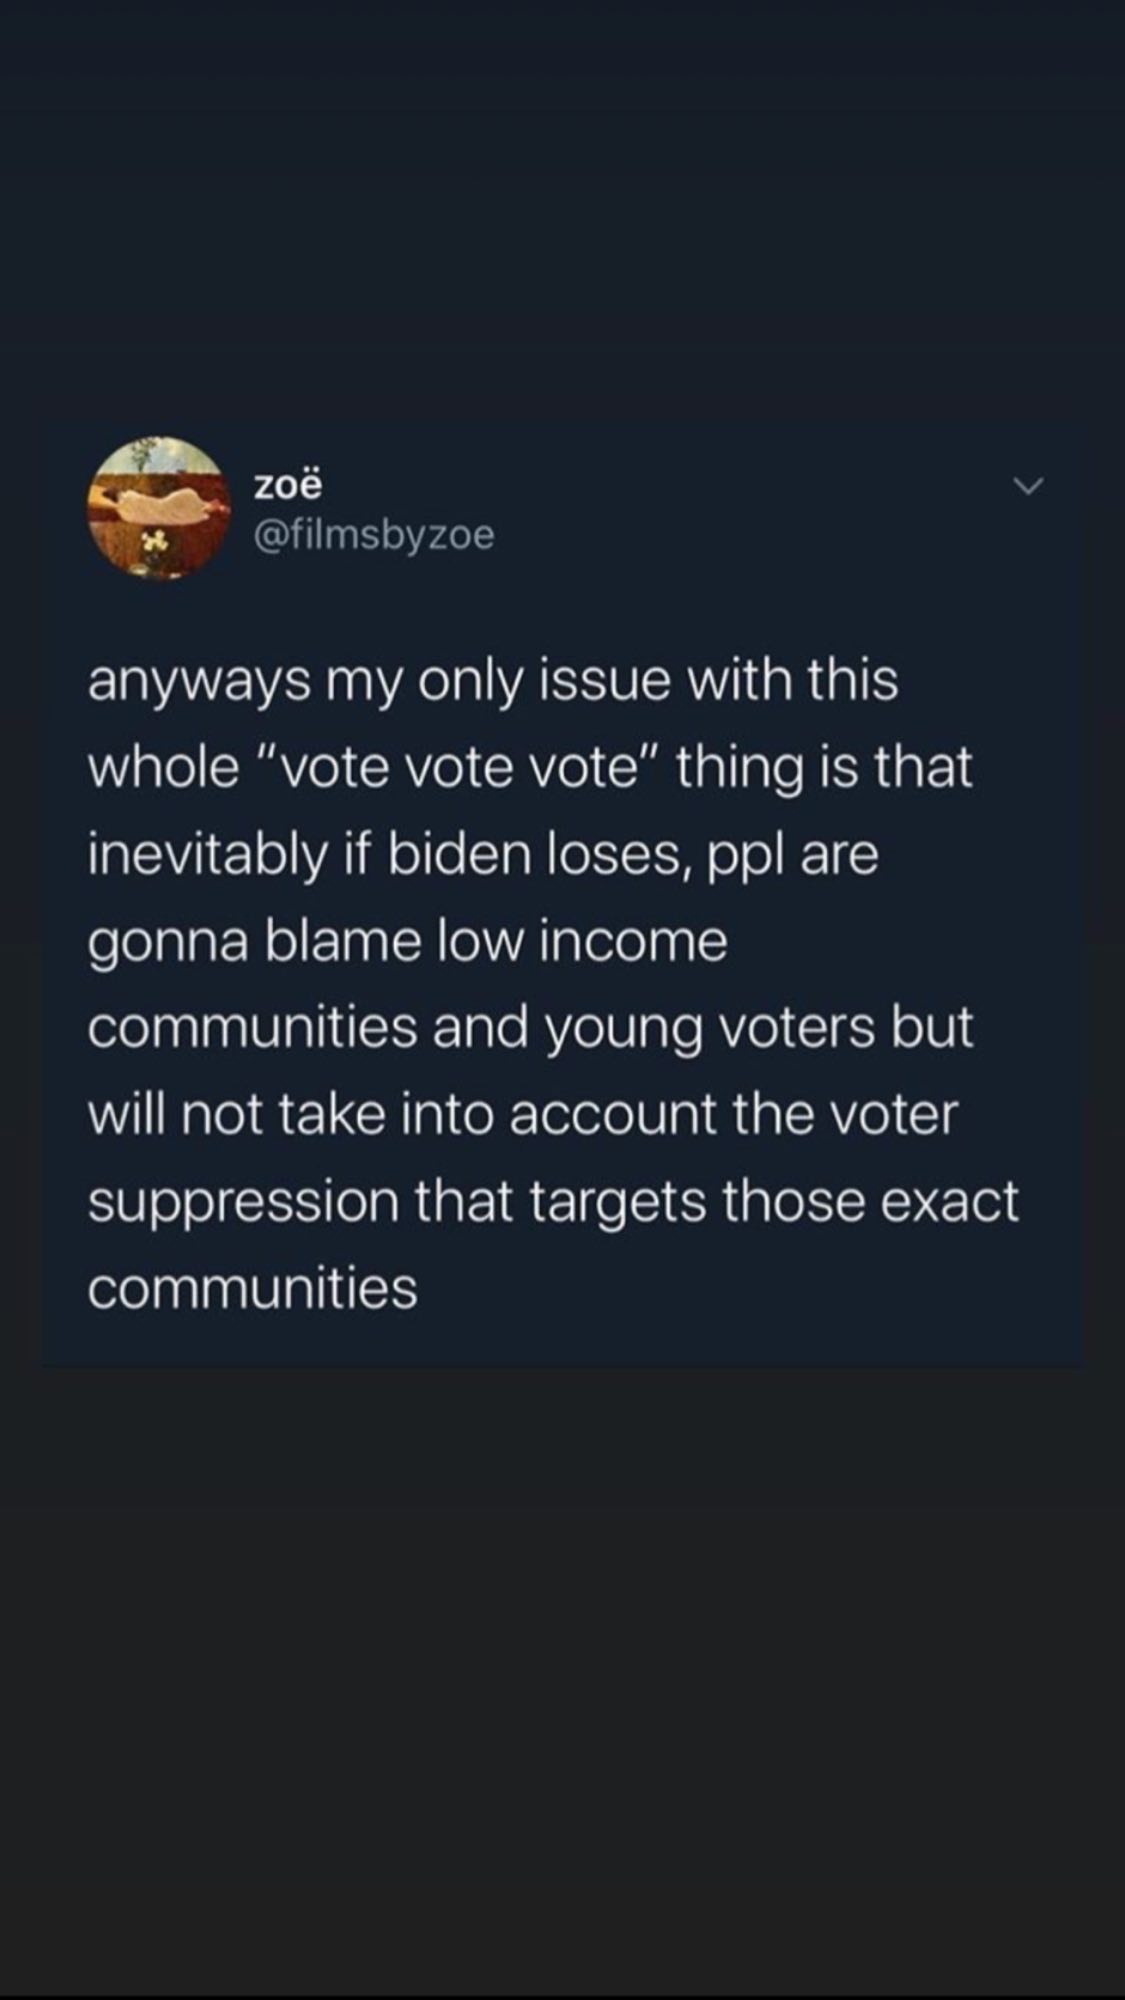 zoë
@filmsbyzoe
anyways my only issue with this
whole “vote vote vote” thing is that
inevitably if biden loses, ppl are
gonna blame low income
communities and young voters but
will not take into account the voter
suppression that targets those exact
communities